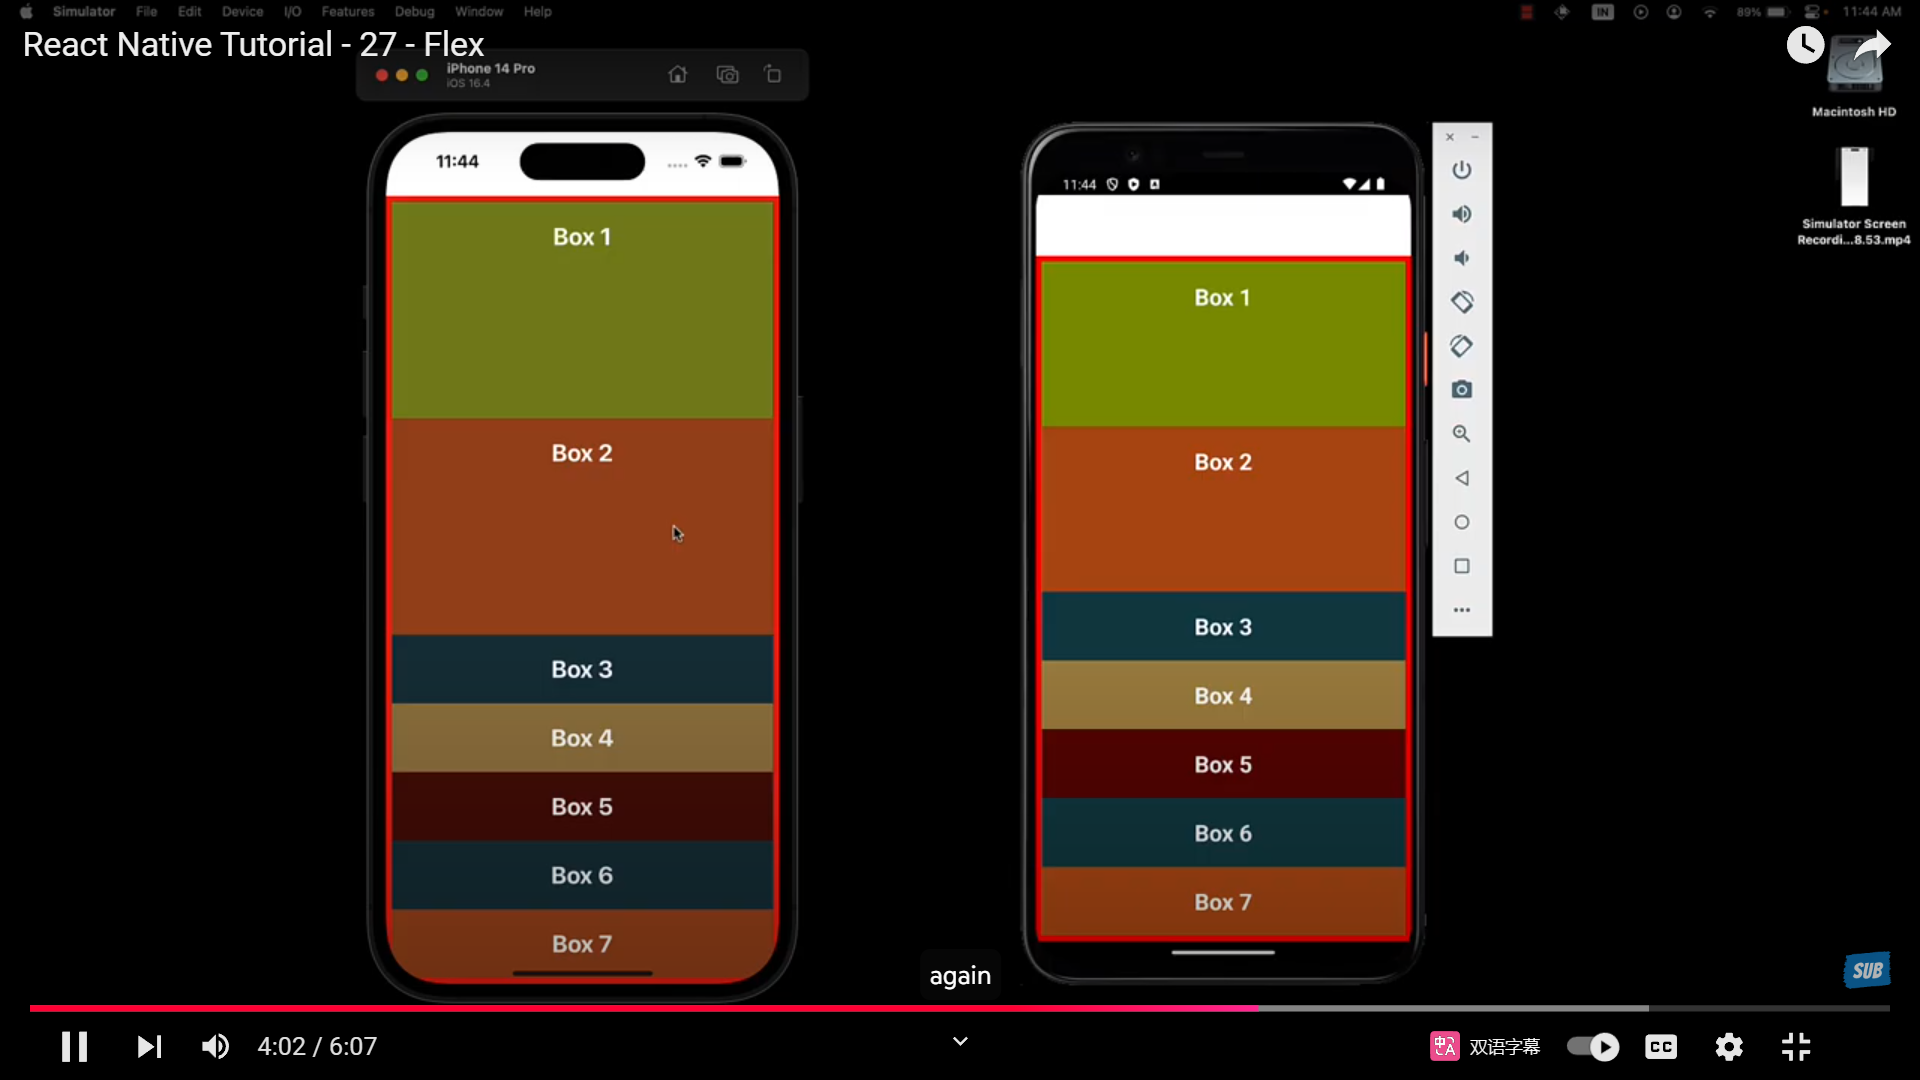 Simulator File Edit Device I/O Features Debug Window Help
IN 89% 11:44 AM
React Native Tutorial - 27 - Flex
iPhone 14 Pro
iOS 16.4
Macintosh HD
Simulator Screen
Recordi...8.53.mp4
11:44
Box 1
Box 2
Box 3
Box 4
Box 5
Box 6
Box 7
11:44
Box 1
Box 2
Box 3
Box 4
Box 5
Box 6
Box 7
again
SUB
4:02 / 6:07
双语字幕
CC